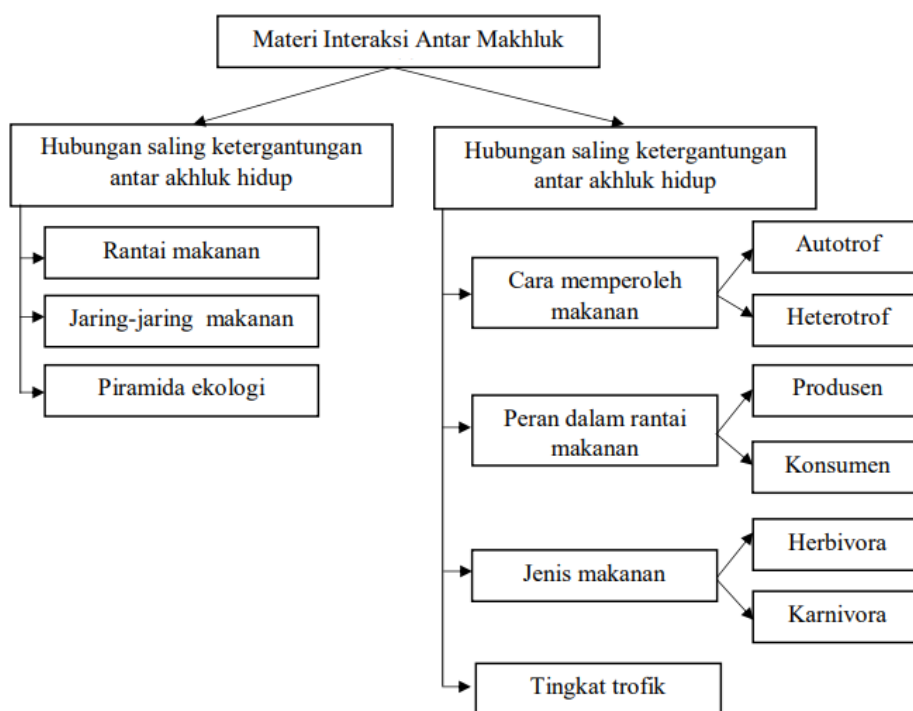 Materi Interaksi Antar Makhluk
Hubungan saling ketergantungan
antar akhluk hidup
Rantai makanan
Jaring-jaring makanan
Piramida ekologi
Hubungan saling ketergantungan
antar akhluk hidup
Cara memperoleh
makanan
Autotrof
Heterotrof
Peran dalam rantai
makanan
Produsen
Konsumen
Jenis makanan
Herbivora
Karnivora
Tingkat trofik